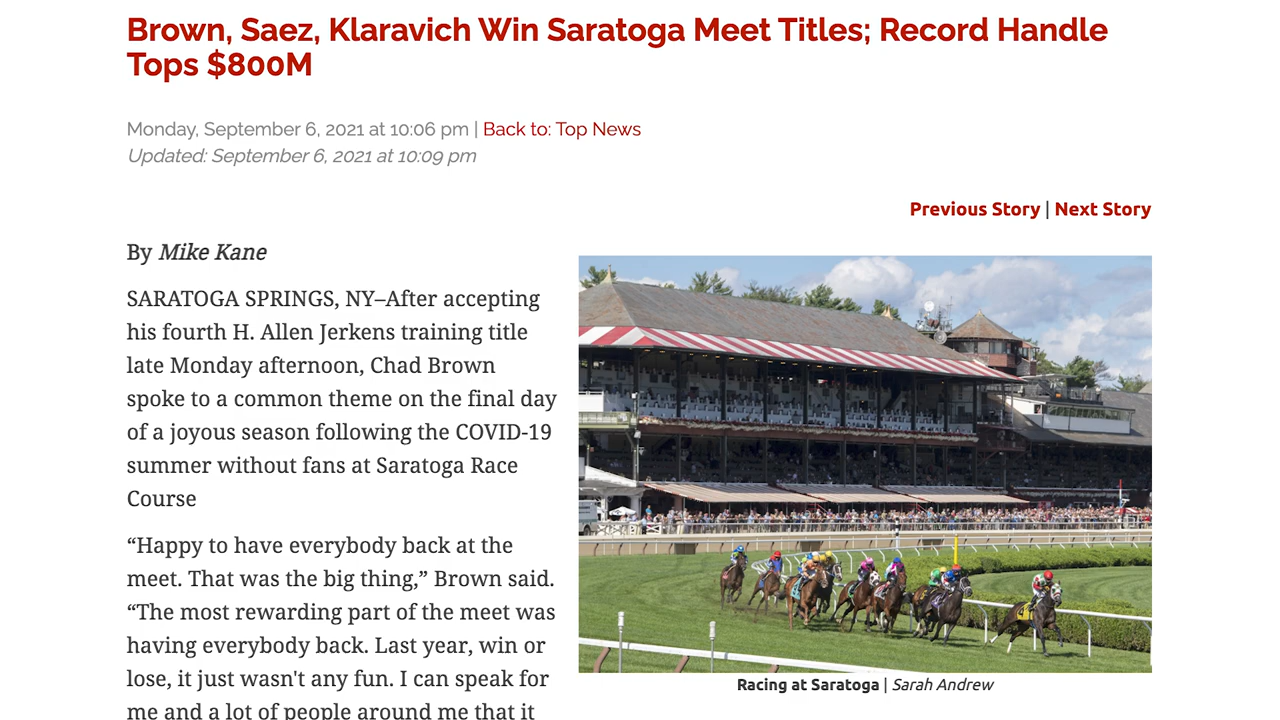 Brown, Saez, Klaravich Win Saratoga Meet Titles; Record Handle
Tops $800M
Monday, September 6, 2021 at 10:06 pm | Back to: Top News
Updated: September 6, 2021 at 10:09 pm
Previous Story | Next Story
By Mike Kane
SARATOGA SPRINGS, NY–After accepting
his fourth H. Allen Jerkens training title
late Monday afternoon, Chad Brown
spoke to a common theme on the final day
of a joyous season following the COVID-19
summer without fans at Saratoga Race
Course
“Happy to have everybody back at the
meet. That was the big thing,” Brown said.
“The most rewarding part of the meet was
having everybody back. Last year, win or
lose, it just wasn't any fun. I can speak for
me and a lot of people around me that it
Racing at Saratoga | Sarah Andrew